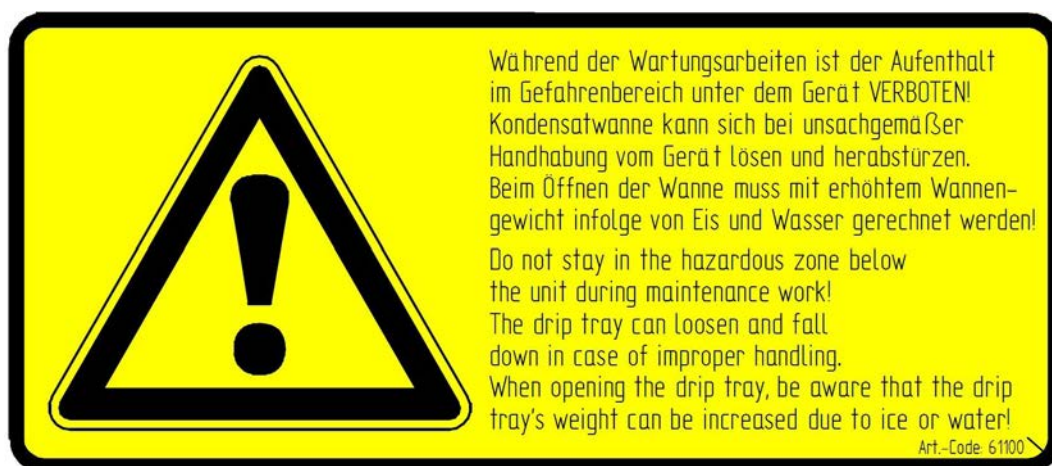 Während der Wartungsarbeiten ist der Aufenthalt
im Gefahrenbereich unter dem Gerät VERBOTEN!
Kondensatwanne kann sich bei unsachgemäßer
Handhabung vom Gerät lösen und herabstürzen.
Beim Öffnen der Wanne muss mit erhöhtem Wannen-
gewicht infolge von Eis und Wasser gerechnet werden!
Do not stay in the hazardous zone below
the unit during maintenance work!
The drip tray can loosen and fall
down in case of improper handling.
When opening the drip tray, be aware that the drip
tray's weight can be increased due to ice or water!
Art.-Code: 61100